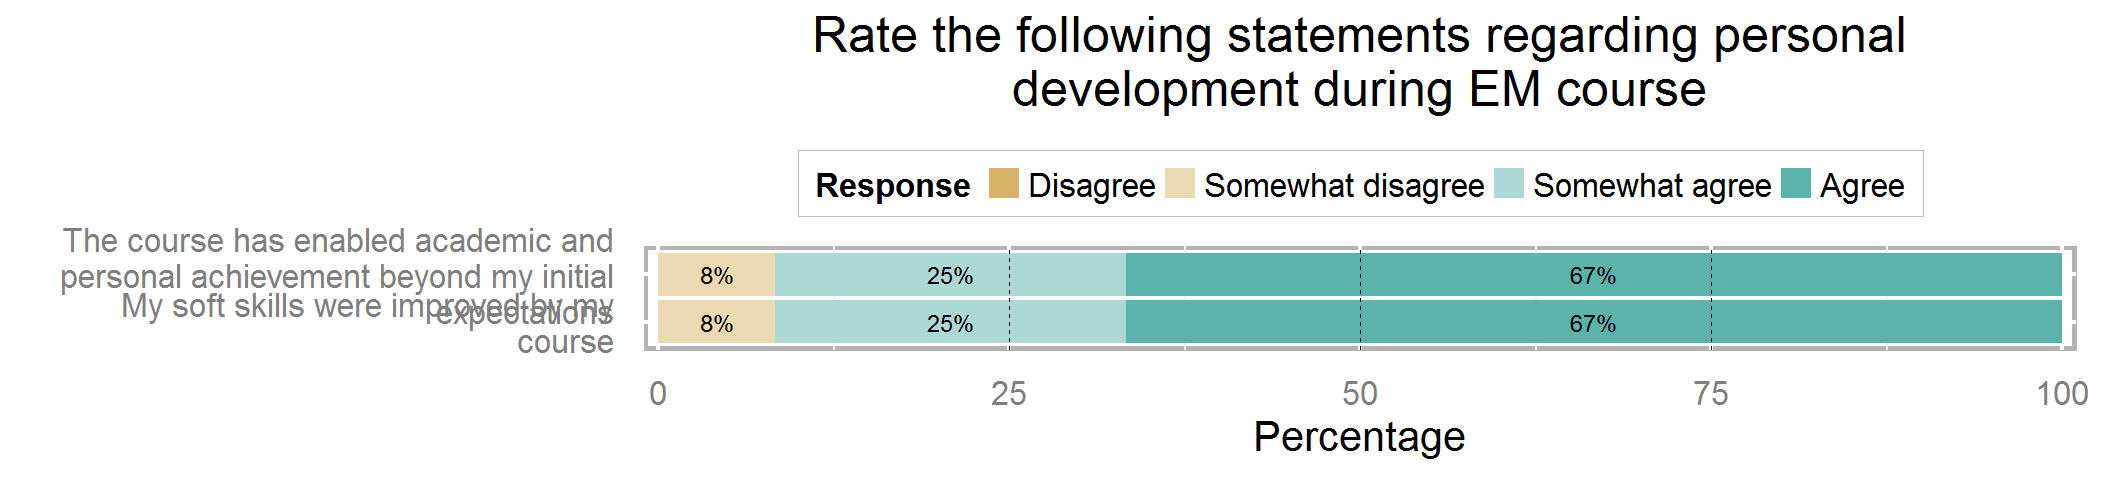 Rate the following statements regarding personal
development during EM course
Response Disagree Somewhat disagree Somewhat agree Agree
The course has enabled academic and
personal achievement beyond my initial
expectations
My soft skills were improved by my
course
8% 25% 67%
8% 25% 67%
0 25 50 75 100
Percentage